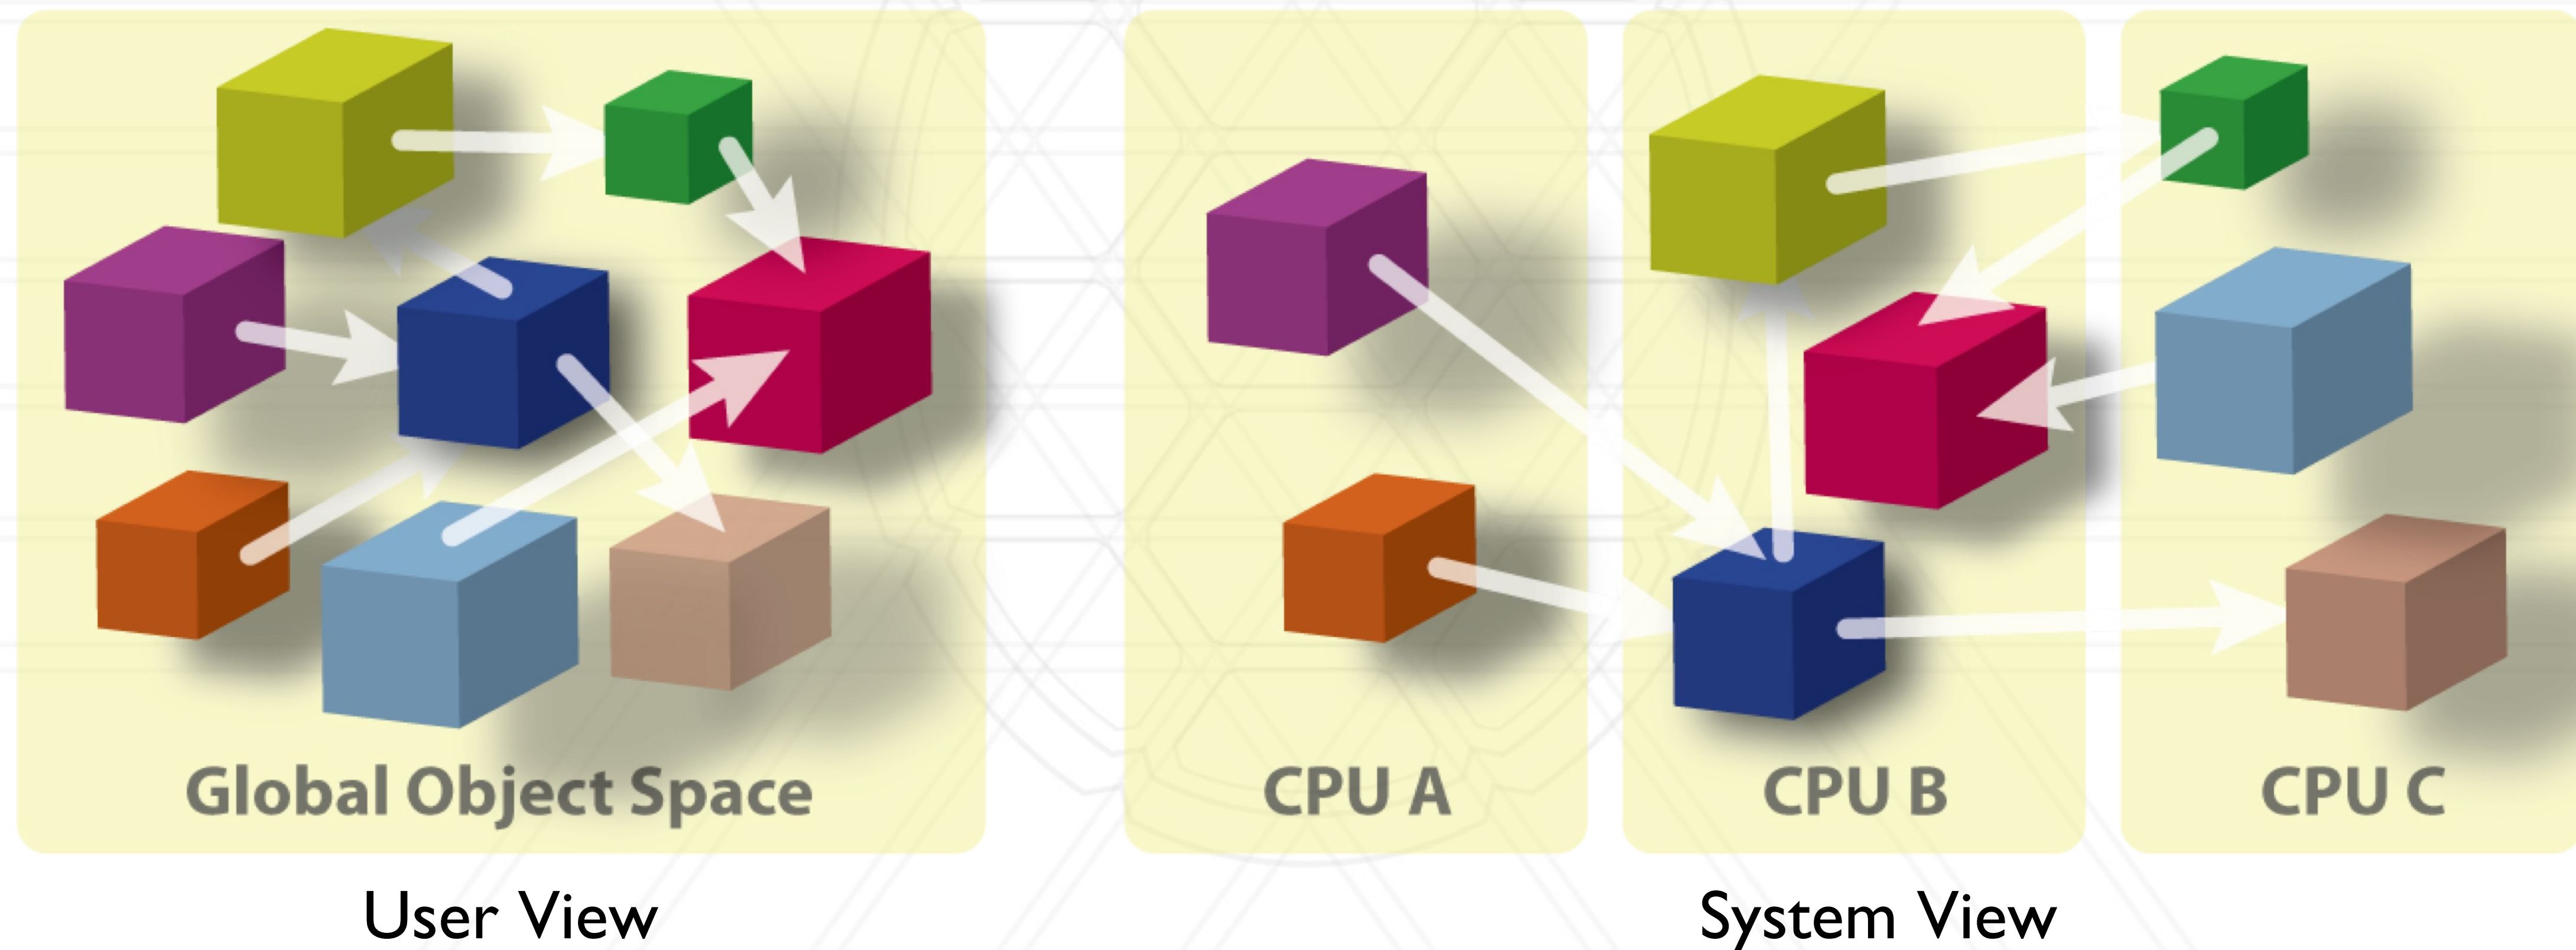 Global Object Space
CPU A
CPU B
CPU C
User View
System View